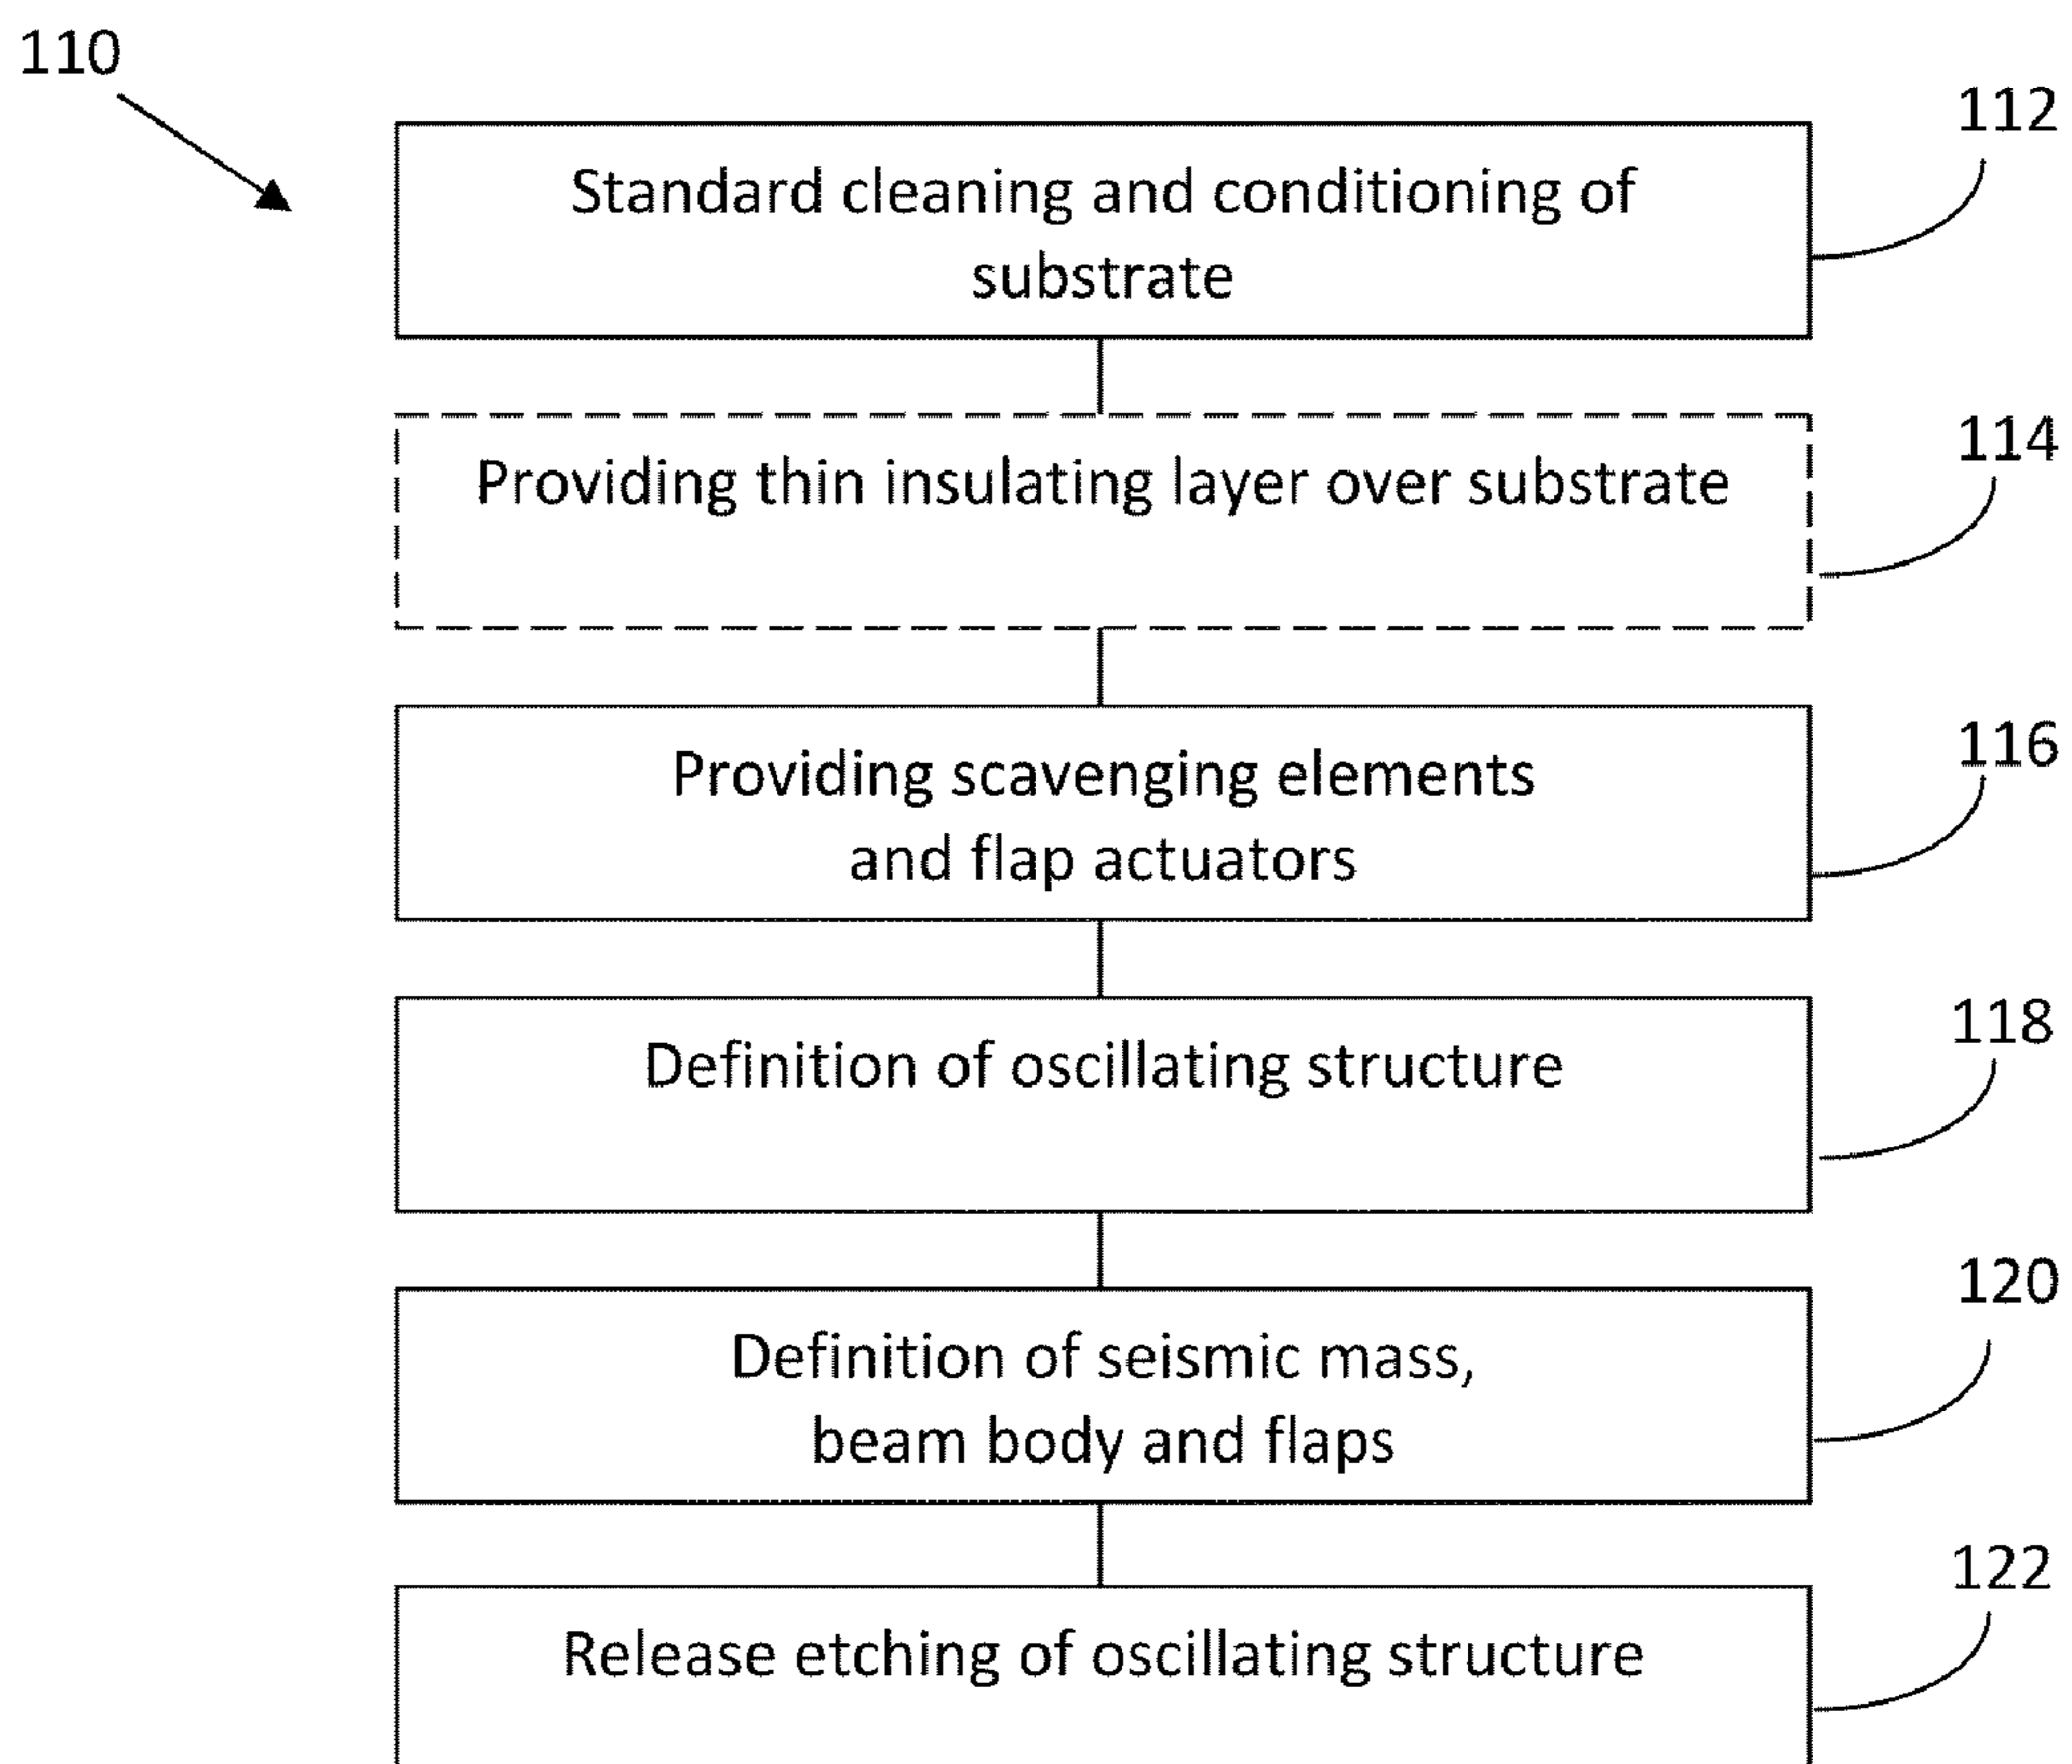 110
112
Standard cleaning and conditioning of
substrate
114
Providing thin insulating layer over substrate
116
Providing scavenging elements
and flap actuators
118
Definition of oscillating structure
120
Definition of seismic mass,
beam body and flaps
122
Release etching of oscillating structure